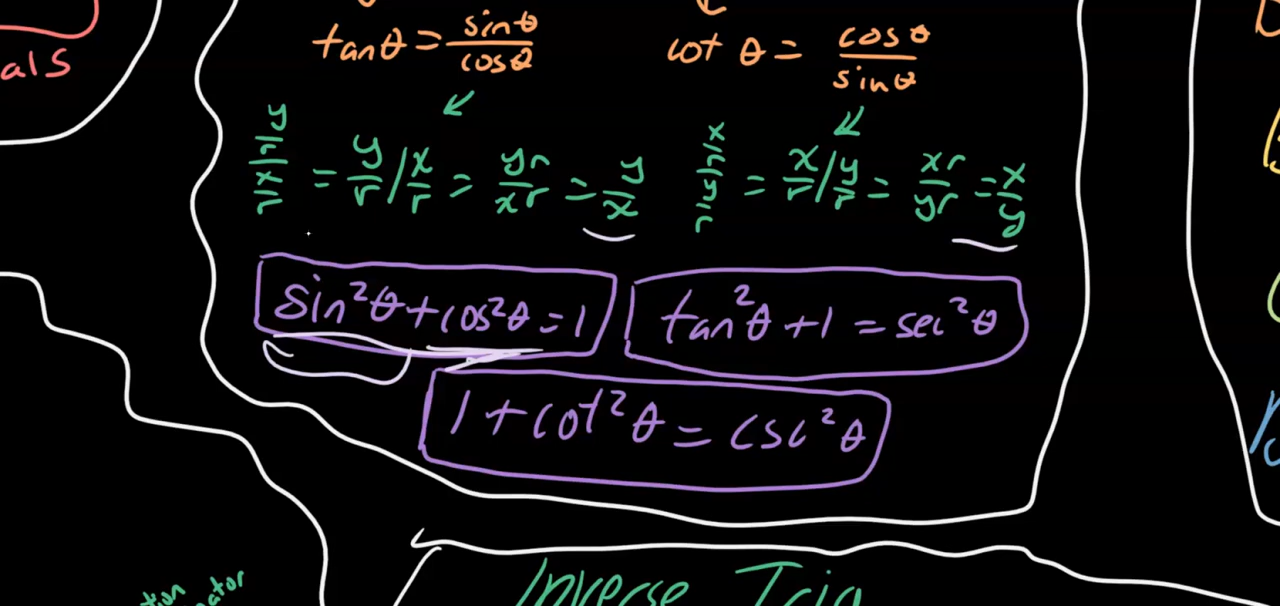 tanθ = sinθ/cosθ
cot θ = cosθ/sinθ
als
y/r/x/r = y/r / x/r = yr/xr = y/x
x/r/y/r = x/r / y/r = xr/yr = x/y
sin²θ + cos²θ = 1
tan²θ + 1 = sec²θ
1 + cot²θ = csc²θ
Inverse Trig